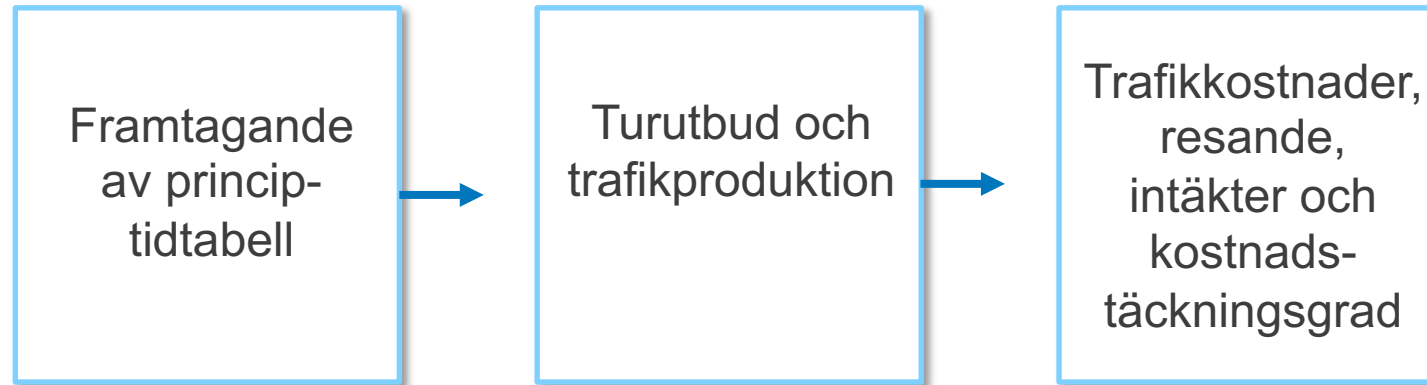 Framtagande
av princip-
tidtabell
Turutbud och
trafikproduktion
Trafikkostnader,
resande,
intäkter och
kostnads-
täckningsgrad